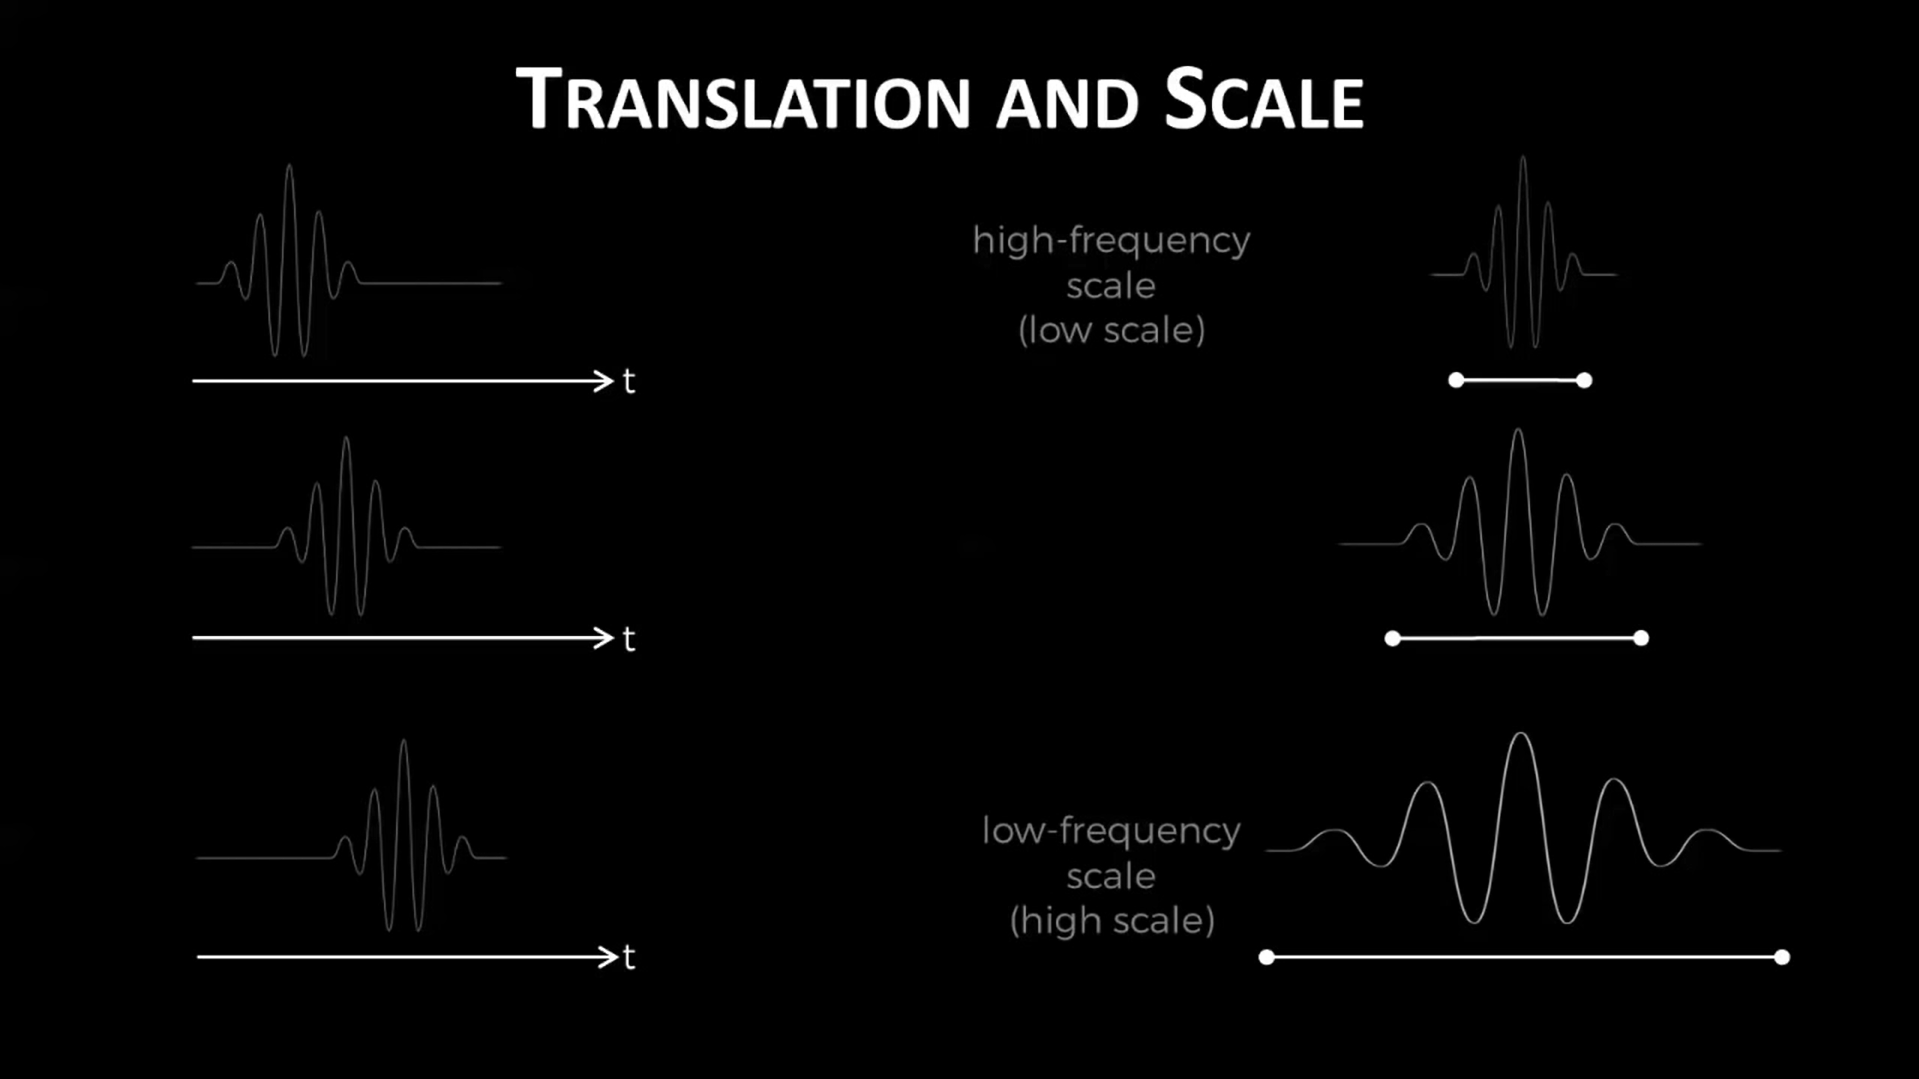 TRANSLATION AND SCALE
high-frequency
scale
(low scale)
t
t
low-frequency
scale
(high scale)
t